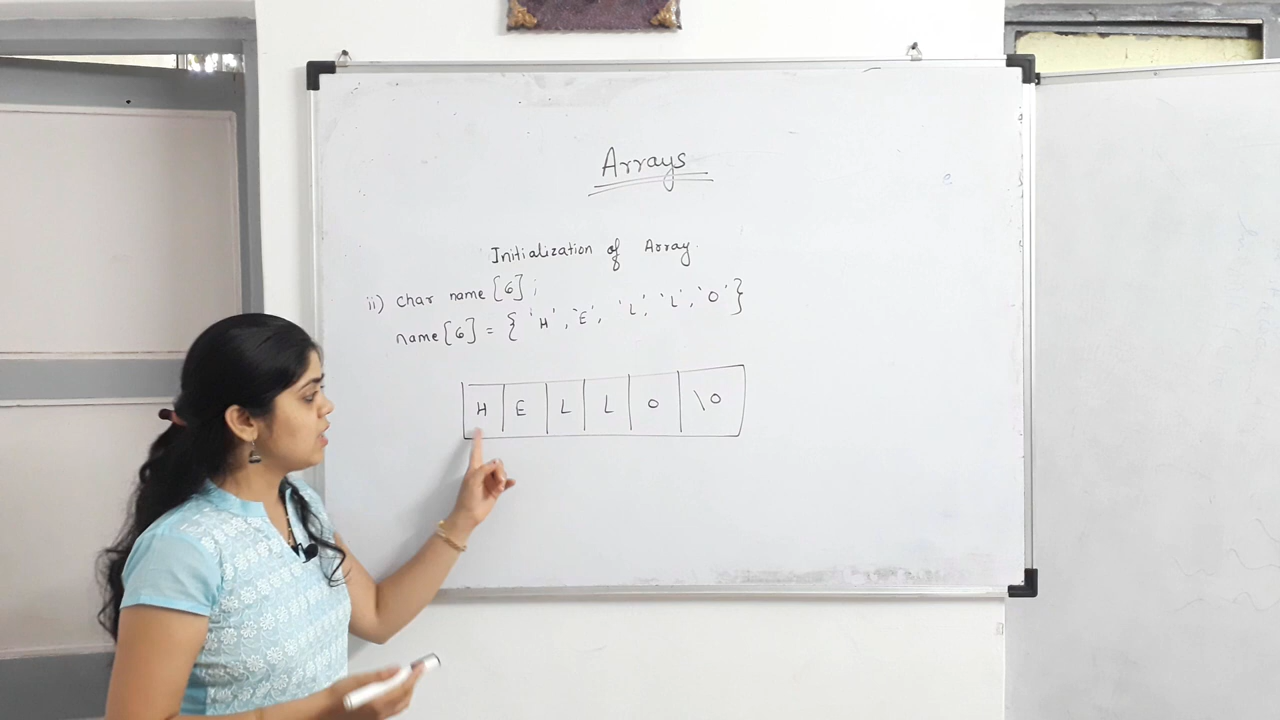 Arrays
Initialization of Array
ii) char name [6] ;
name [6] = { 'H', 'E', 'L', 'L', 'O' }
H E L L O \0